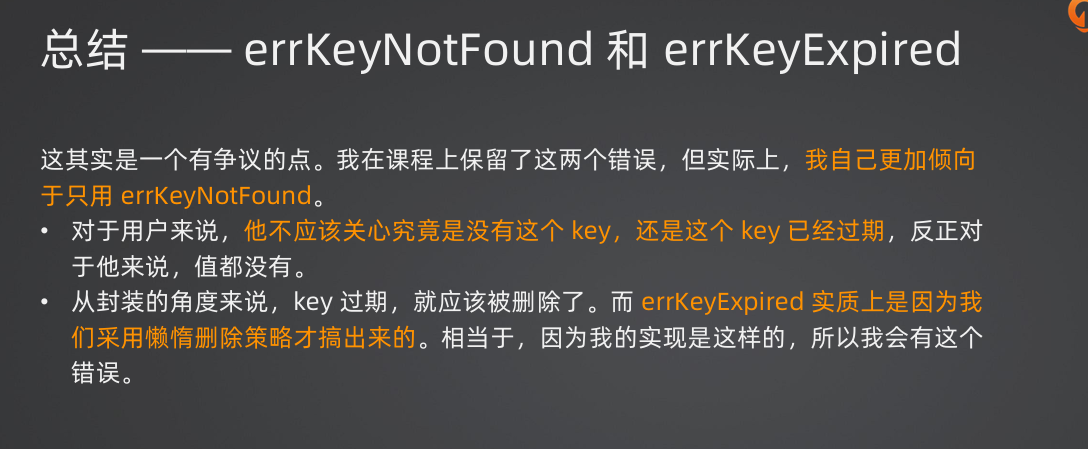 总结 —— errKeyNotFound 和 errKeyExpired
这其实是一个有争议的点。我在课程上保留了这两个错误，但实际上，我自己更加倾向
于只用 errKeyNotFound。
• 对于用户来说，他不应该关心究竟是没有这个 key，还是这个 key 已经过期，反正对
于他来说，值都没有。
• 从封装的角度来说，key 过期，就应该被删除了。而 errKeyExpired 实质上是因为我
们采用懒惰删除策略才搞出来的。相当于，因为我的实现是这样的，所以我会有这个
错误。